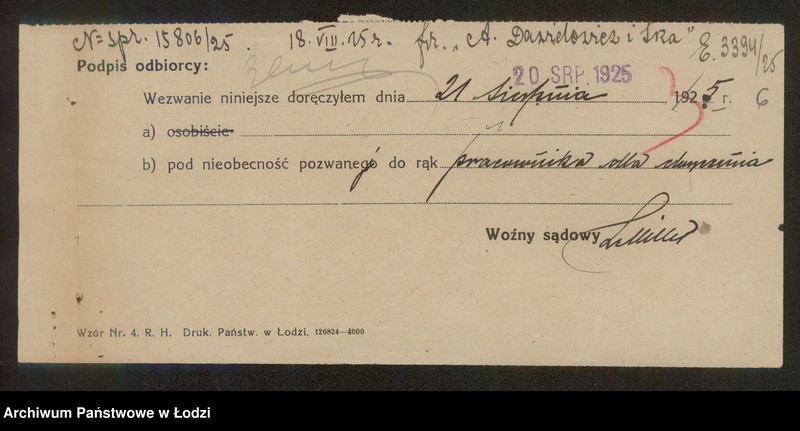 N= spr. 15806/25. 18.VIII.25 r. fr. „A. Dawidowicz i Ska" E. 3394/25
Podpis odbiorcy:
20 SRP. 1925
Wezwanie niniejsze doręczyłem dnia 21 sierpnia 1925 r. 6
a) osobiście
b) pod nieobecność pozwanego do rąk pracownika dla doręczenia
Woźny sądowy
Wzór Nr. 4. R. H. Druk. Państw. w Łodzi. 126824—4000
Archiwum Państwowe w Łodzi